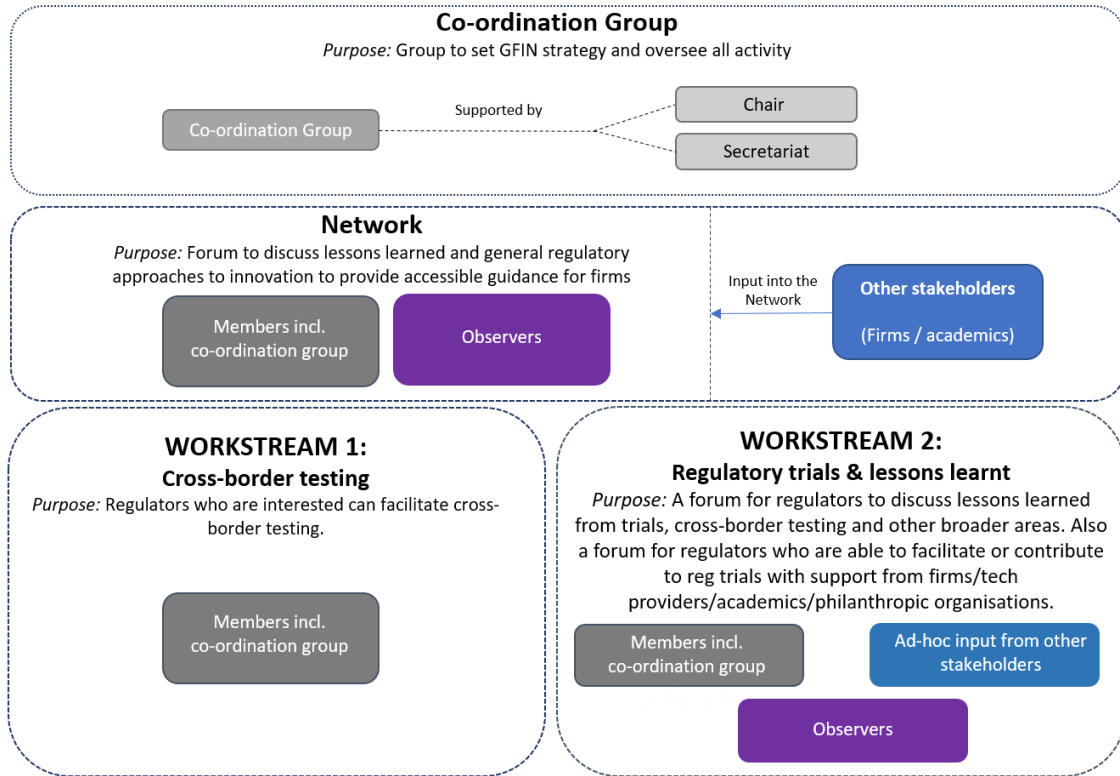 Co-ordination Group
Purpose: Group to set GFIN strategy and oversee all activity
Co-ordination Group
Supported by
Chair
Secretariat
Network
Purpose: Forum to discuss lessons learned and general regulatory
approaches to innovation to provide accessible guidance for firms
Members incl.
co-ordination group
Observers
Input into the
Network
Other stakeholders
(Firms / academics)
WORKSTREAM 1:
Cross-border testing
Purpose: Regulators who are interested can facilitate cross-
border testing.
Members incl.
co-ordination group
WORKSTREAM 2:
Regulatory trials & lessons learnt
Purpose: A forum for regulators to discuss lessons learned
from trials, cross-border testing and other broader areas. Also
a forum for regulators who are able to facilitate or contribute
to reg trials with support from firms/tech
providers/academics/philanthropic organisations.
Members incl.
co-ordination group
Ad-hoc input from other
stakeholders
Observers